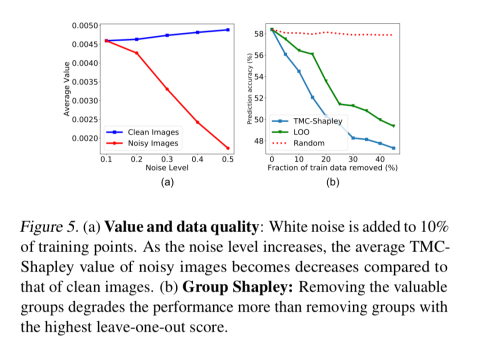 0.0050
0.0045
0.0040
0.0035
0.0030
0.0025
0.0020
Average Value
Clean Images
Noisy Images
0.1 0.2 0.3 0.4 0.5
Noise Level
(a)
58
56
54
52
50
48
Prediction accuracy (%)
TMC-Shapley
LOO
Random
0 10 20 30 40
Fraction of train data removed (%)
(b)
Figure 5. (a) Value and data quality: White noise is added to 10%
of training points. As the noise level increases, the average TMC-
Shapley value of noisy images becomes decreases compared to
that of clean images. (b) Group Shapley: Removing the valuable
groups degrades the performance more than removing groups with
the highest leave-one-out score.